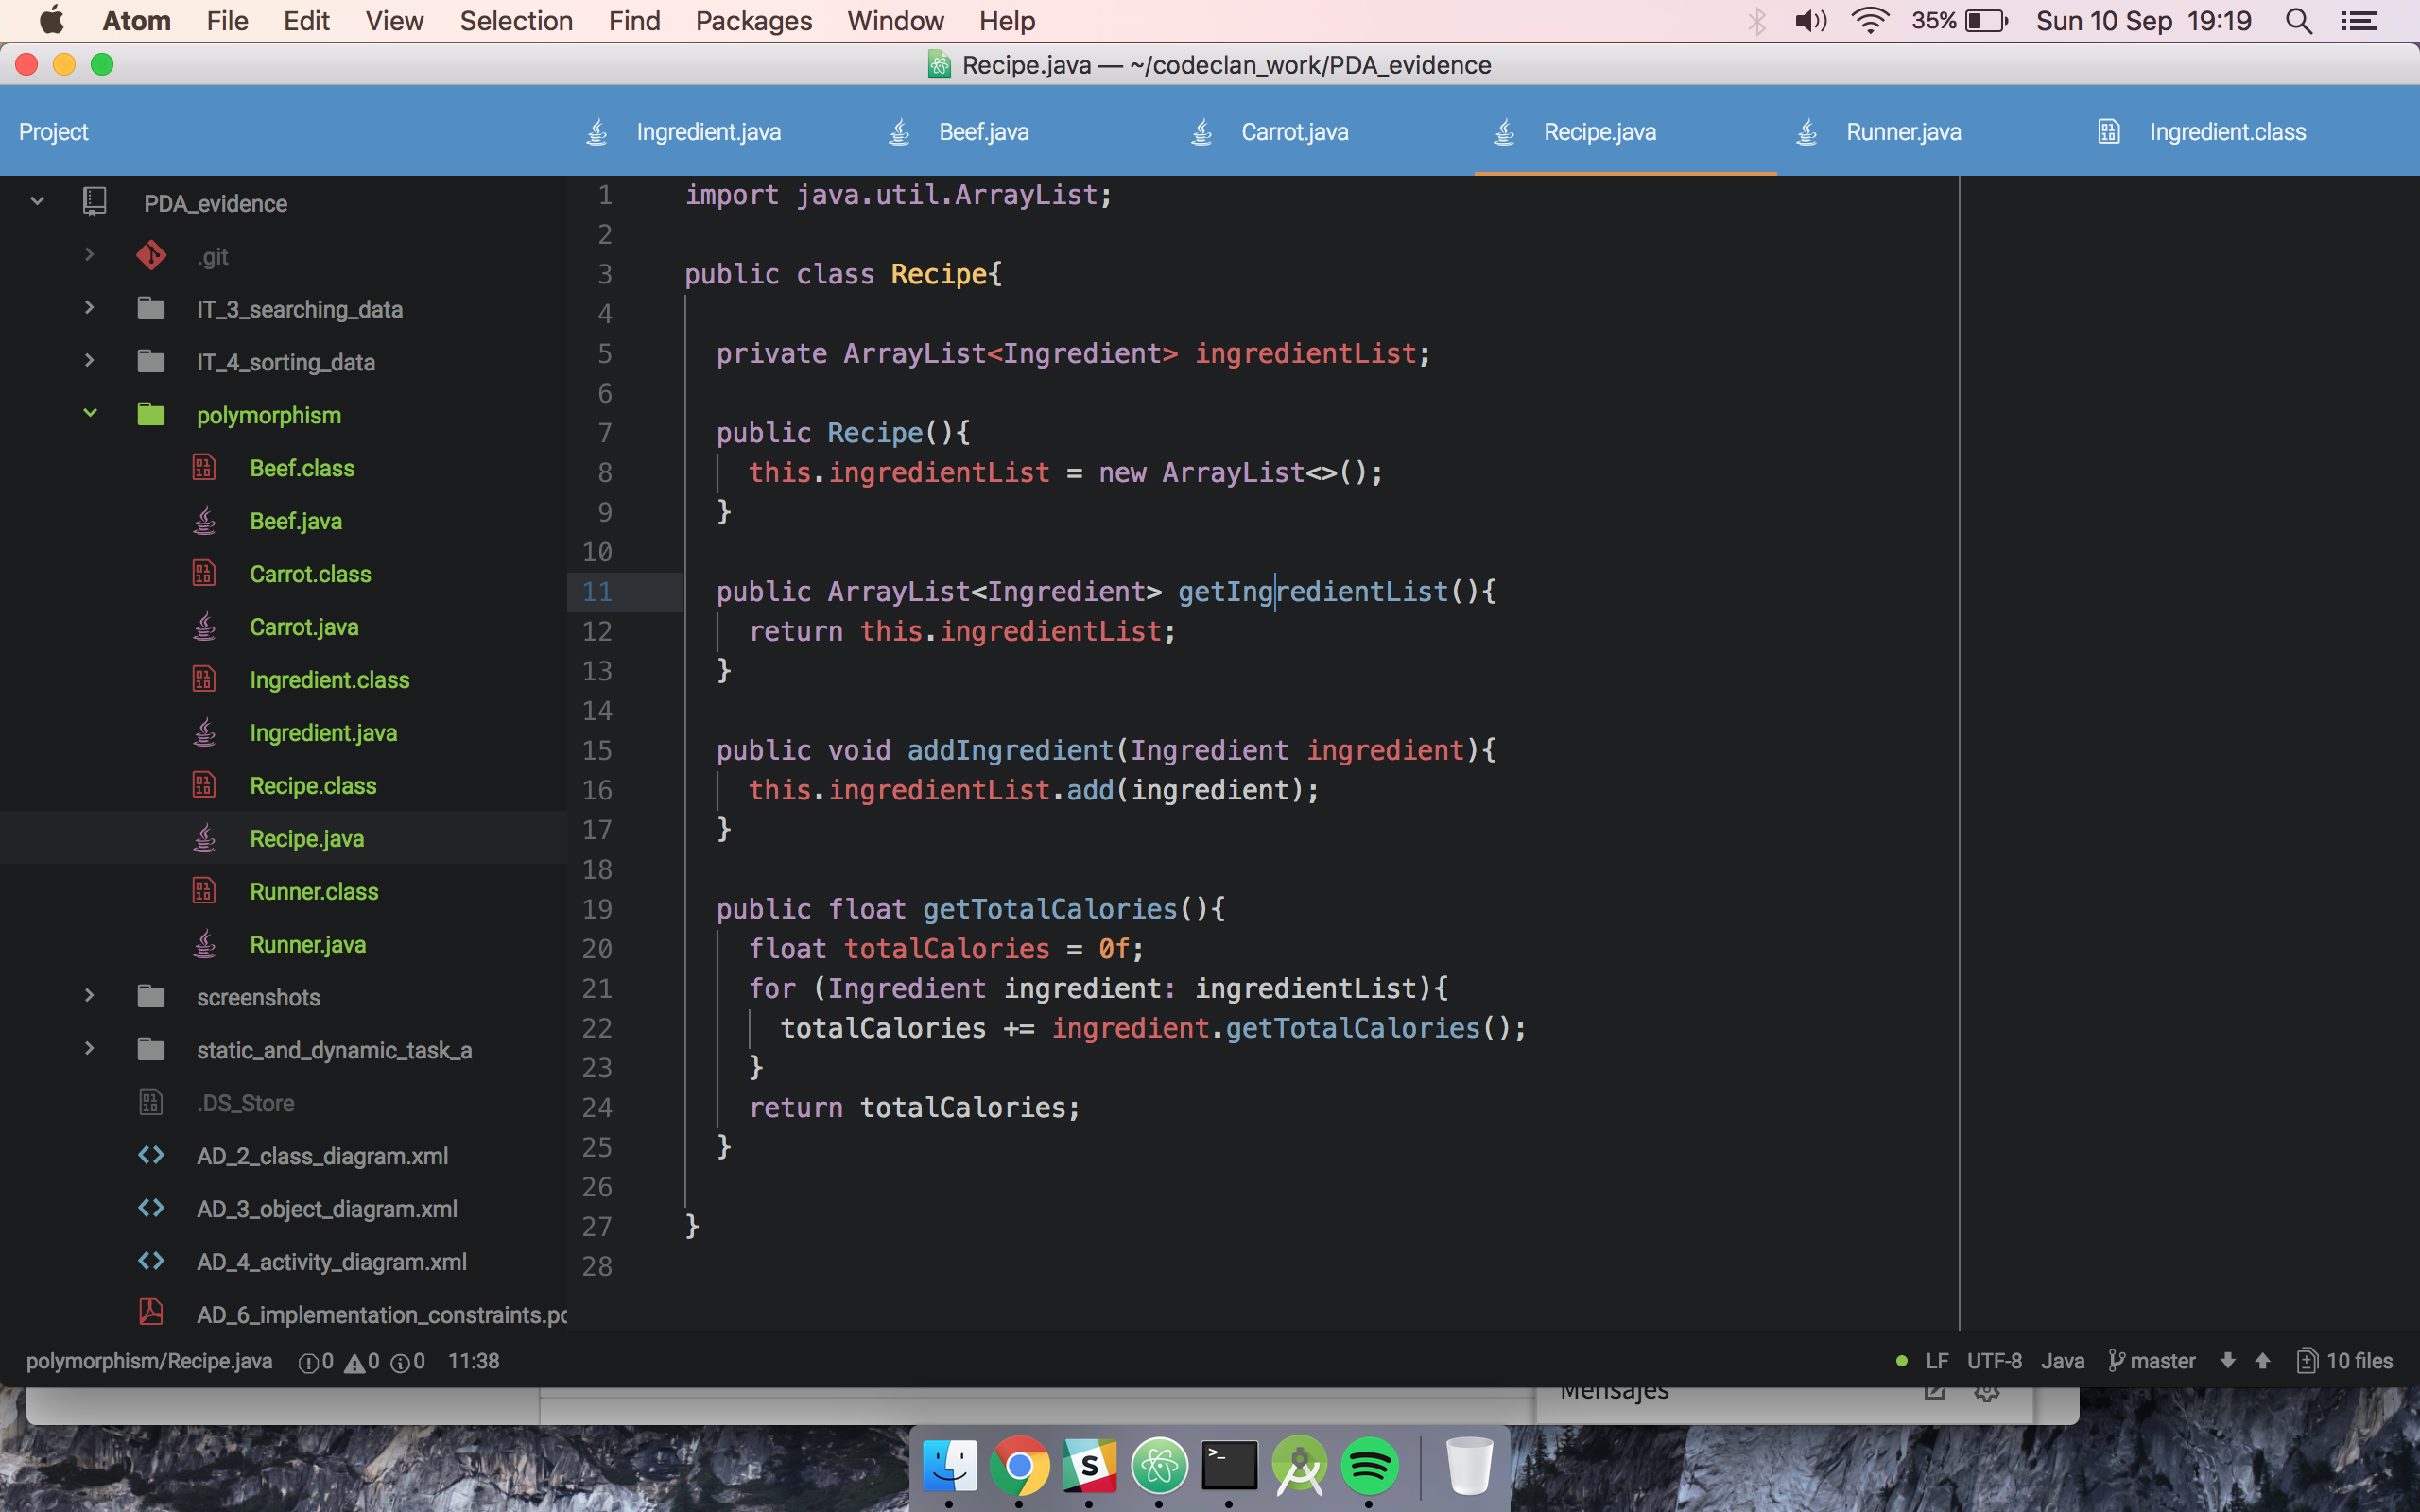 Atom File Edit View Selection Find Packages Window Help 35% Sun 10 Sep 19:19
Recipe.java — ~/codeclan_work/PDA_evidence
Project
Ingredient.java Beef.java Carrot.java Recipe.java Runner.java Ingredient.class
PDA_evidence
.git
IT_3_searching_data
IT_4_sorting_data
polymorphism
Beef.class
Beef.java
Carrot.class
Carrot.java
Ingredient.class
Ingredient.java
Recipe.class
Recipe.java
Runner.class
Runner.java
screenshots
static_and_dynamic_task_a
.DS_Store
AD_2_class_diagram.xml
AD_3_object_diagram.xml
AD_4_activity_diagram.xml
AD_6_implementation_constraints.pc
1 import java.util.ArrayList;
2
3 public class Recipe{
4
5 private ArrayList<Ingredient> ingredientList;
6
7 public Recipe(){
8 this.ingredientList = new ArrayList<>();
9 }
10
11 public ArrayList<Ingredient> getIngredientList(){
12 return this.ingredientList;
13 }
14
15 public void addIngredient(Ingredient ingredient){
16 this.ingredientList.add(ingredient);
17 }
18
19 public float getTotalCalories(){
20 float totalCalories = 0f;
21 for (Ingredient ingredient: ingredientList){
22 totalCalories += ingredient.getTotalCalories();
23 }
24 return totalCalories;
25 }
26
27 }
28
polymorphism/Recipe.java 0 0 0 11:38 LF UTF-8 Java master 10 files
Mensajes